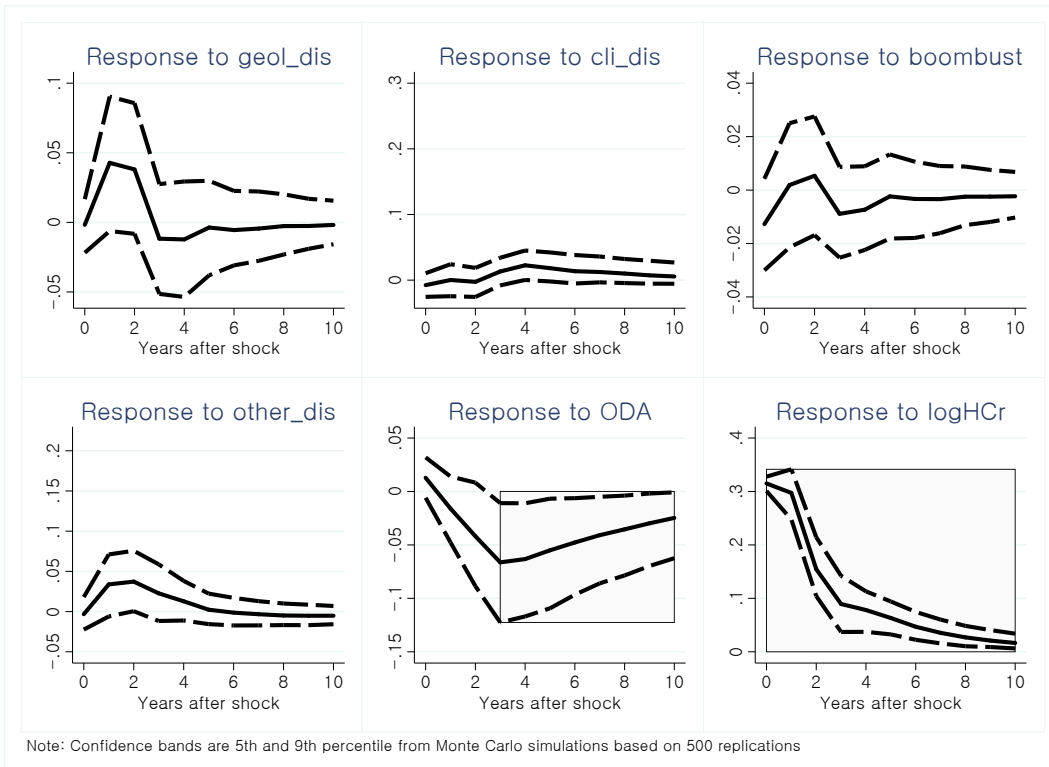 Response to geol_dis
Response to cli_dis
Response to boombust
.1
.05
0
-.05
0 2 4 6 8 10
Years after shock
.3
.2
.1
0
0 2 4 6 8 10
Years after shock
.04
.02
0
-.02
-.04
0 2 4 6 8 10
Years after shock
Response to other_dis
Response to ODA
Response to logHCr
.2
.15
.1
.05
0
-.05
0 2 4 6 8 10
Years after shock
.05
0
-.05
-.1
-.15
0 2 4 6 8 10
Years after shock
.4
.3
.2
.1
0
0 2 4 6 8 10
Years after shock
Note: Confidence bands are 5th and 9th percentile from Monte Carlo simulations based on 500 replications